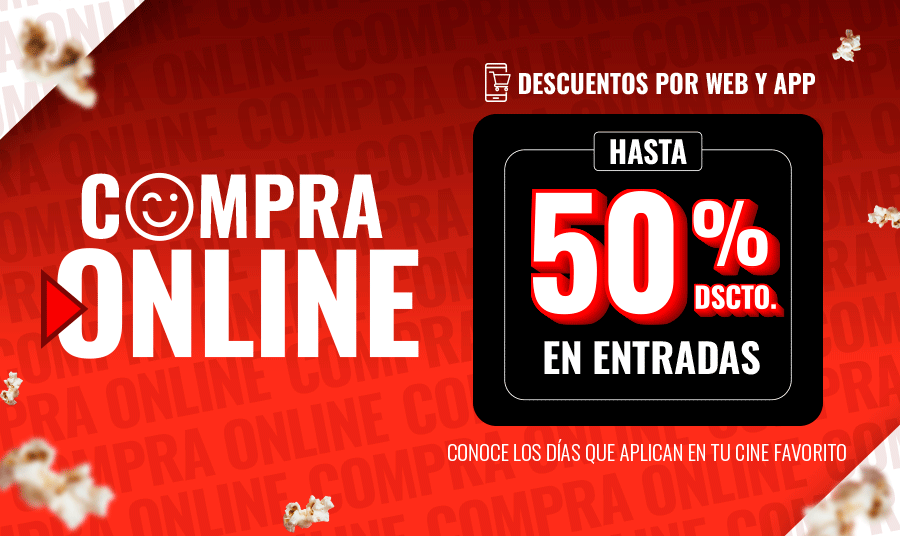 COMPRA
ONLINE
DESCUENTOS POR WEB Y APP
HASTA
50%
DSCTO.
EN ENTRADAS
CONOCE LOS DÍAS QUE APLICAN EN TU CINE FAVORITO